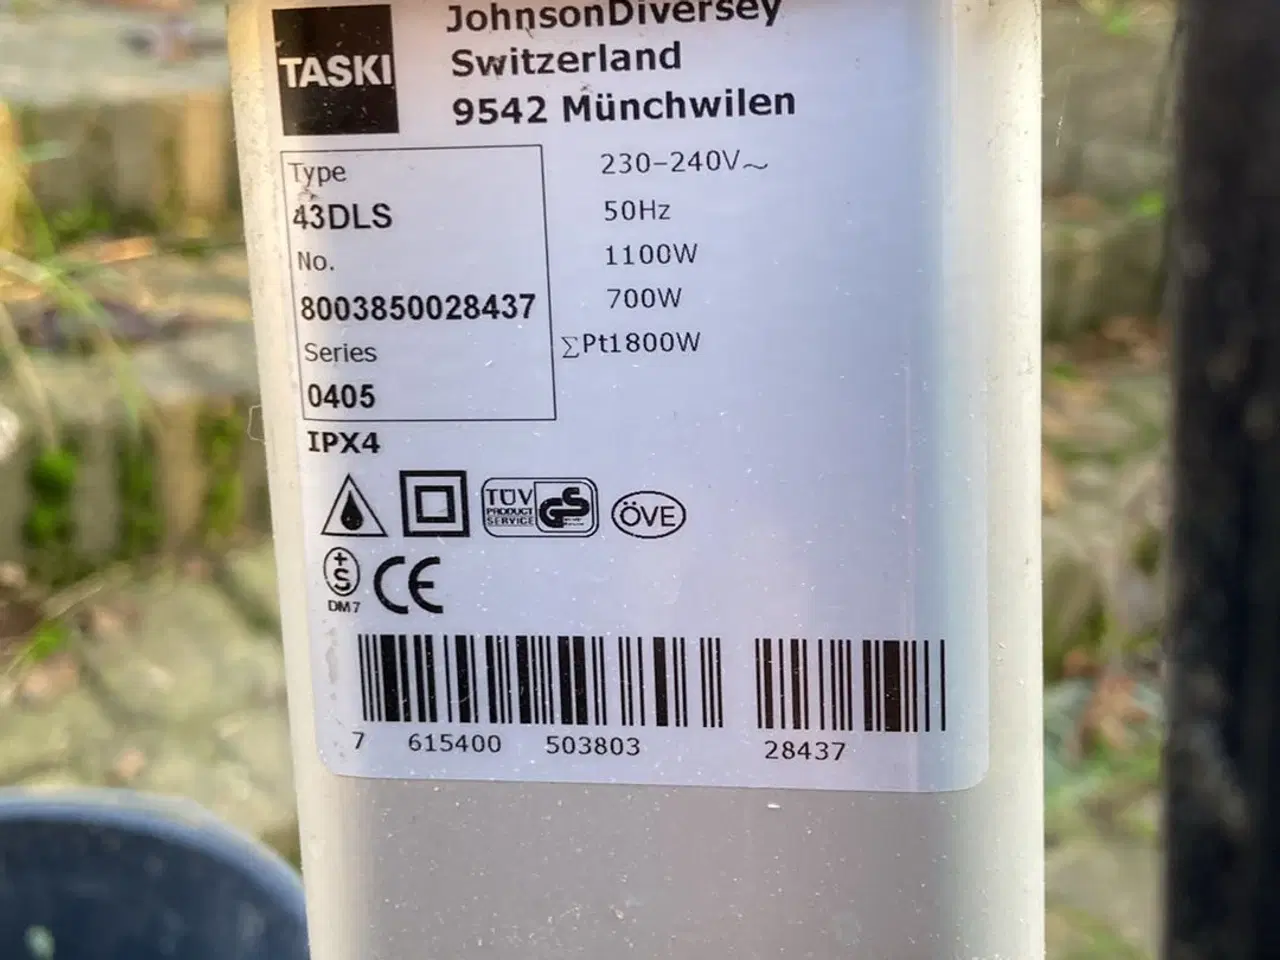 TASKI
JohnsonDiversey
Switzerland
9542 Münchwilen
Type
43DLS
No.
8003850028437
Series
0405
230-240V~
50Hz
1100W
700W
∑Pt1800W
IPX4
TÜV
PRODUCT
SERVICE
GS
ÖVE
+
S
DM7
CE
7 615400 503803 28437